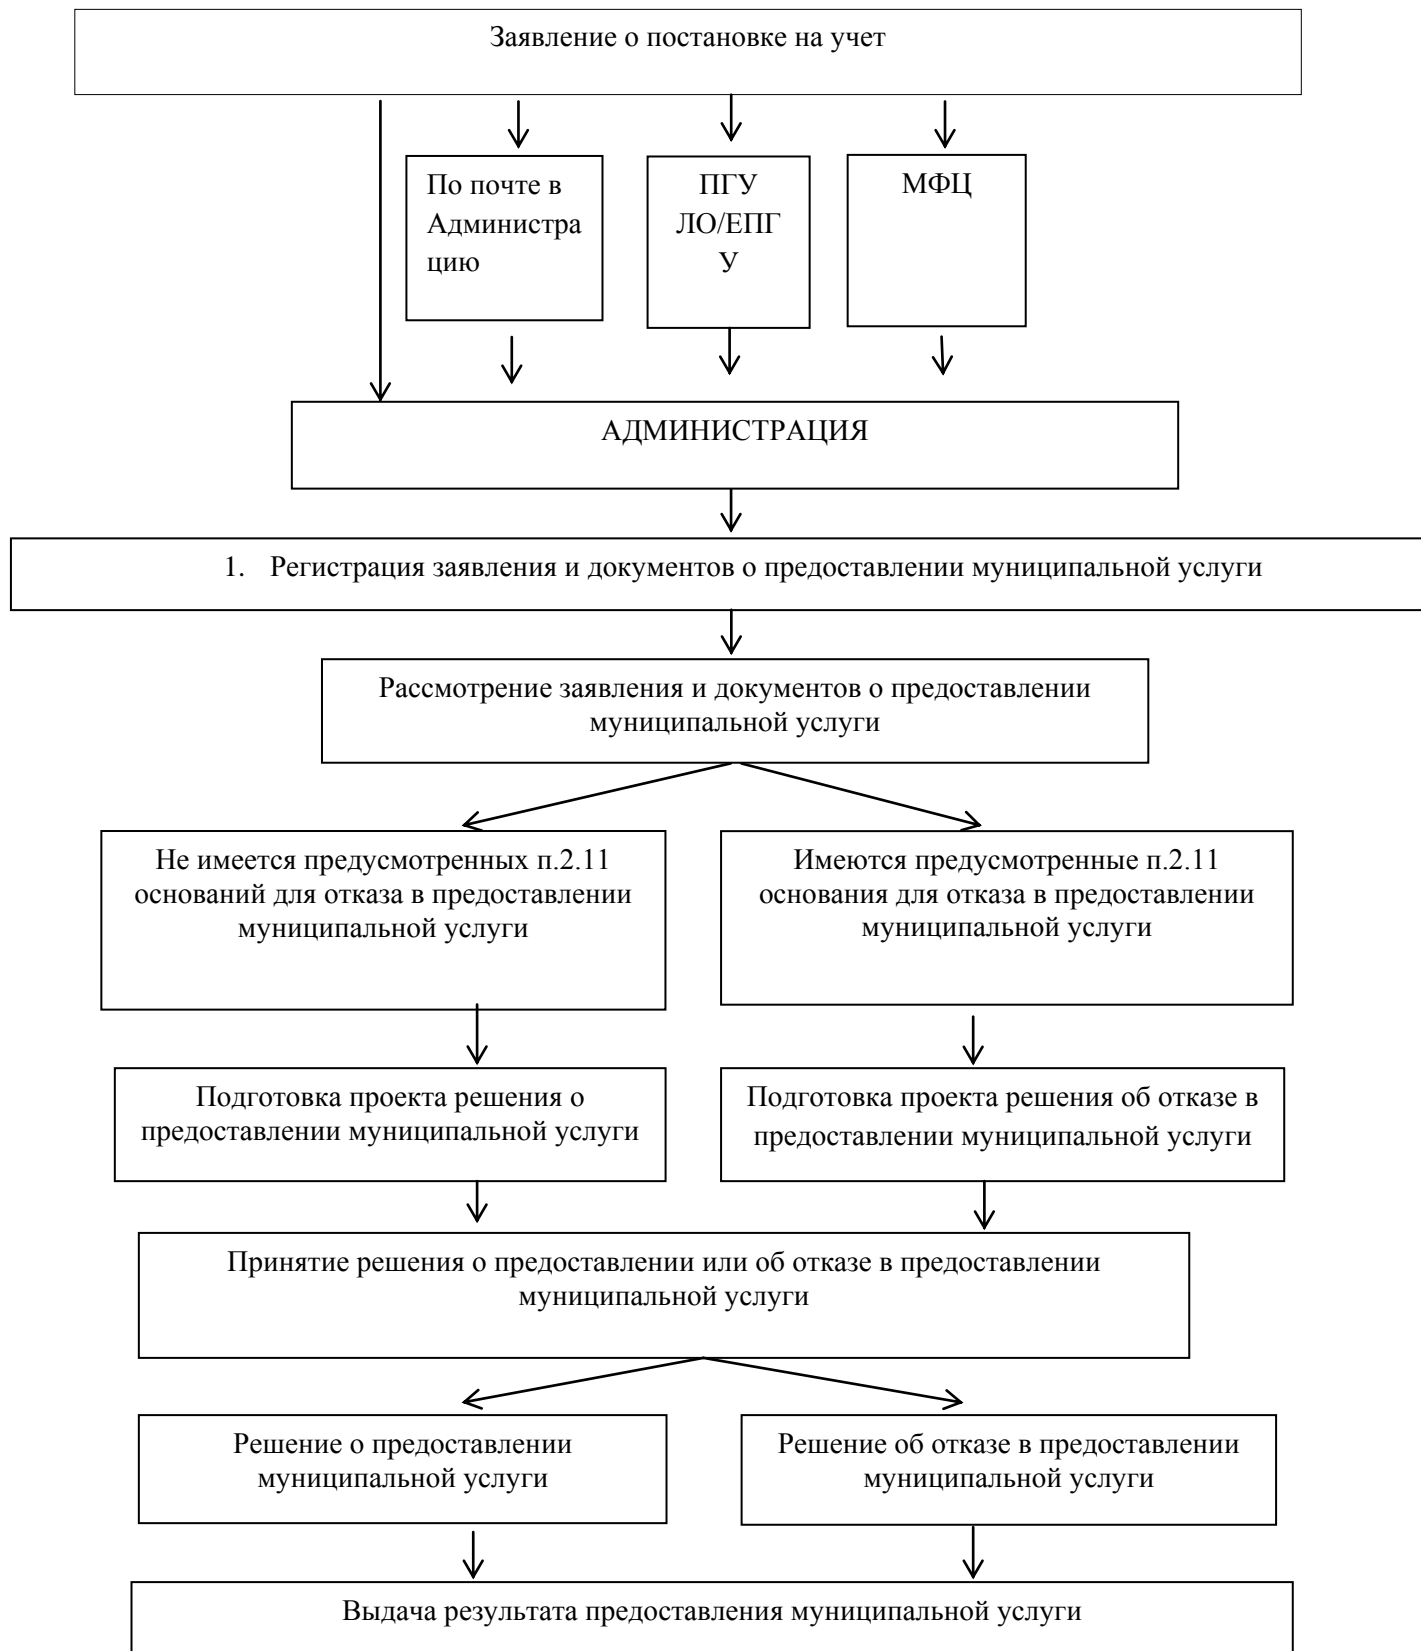 Заявление о постановке на учет
По почте в
Администра
цию
ПГУ
ЛО/ЕПГ
У
МФЦ
АДМИНИСТРАЦИЯ
1. Регистрация заявления и документов о предоставлении муниципальной услуги
Рассмотрение заявления и документов о предоставлении
муниципальной услуги
Не имеется предусмотренных п.2.11
оснований для отказа в предоставлении
муниципальной услуги
Имеются предусмотренные п.2.11
основания для отказа в предоставлении
муниципальной услуги
Подготовка проекта решения о
предоставлении муниципальной услуги
Подготовка проекта решения об отказе в
предоставлении муниципальной услуги
Принятие решения о предоставлении или об отказе в предоставлении
муниципальной услуги
Решение о предоставлении
муниципальной услуги
Решение об отказе в предоставлении
муниципальной услуги
Выдача результата предоставления муниципальной услуги